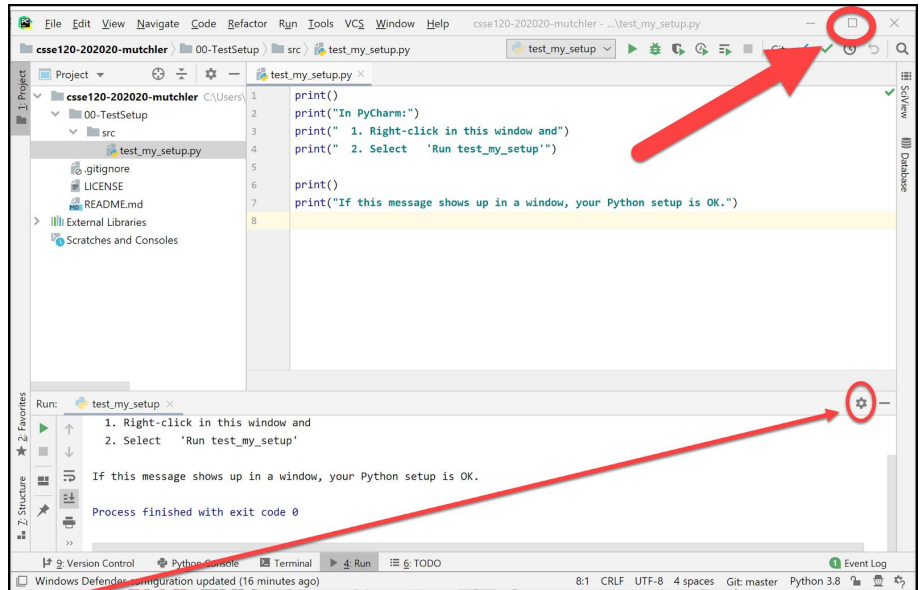 File Edit View Navigate Code Refactor Run Tools VCS Window Help csse120-202020-mutchler - ...\test_my_setup.py
csse120-202020-mutchler 00-TestSetup src test_my_setup.py test_my_setup Git:
1: Project
Project
test_my_setup.py
csse120-202020-mutchler C:\Users\
00-TestSetup
src
test_my_setup.py
.gitignore
LICENSE
README.md
External Libraries
Scratches and Consoles
1 print()
2 print("In PyCharm:")
3 print("  1. Right-click in this window and")
4 print("  2. Select   'Run test_my_setup'")
5
6 print()
7 print("If this message shows up in a window, your Python setup is OK.")
8
SciView
Database
2: Favorites
Z: Structure
Run: test_my_setup
1. Right-click in this window and
2. Select   'Run test_my_setup'
If this message shows up in a window, your Python setup is OK.
Process finished with exit code 0
9: Version Control Python Console Terminal 4: Run 6: TODO 1 Event Log
Windows Defender configuration updated (16 minutes ago) 8:1 CRLF UTF-8 4 spaces Git: master Python 3.8